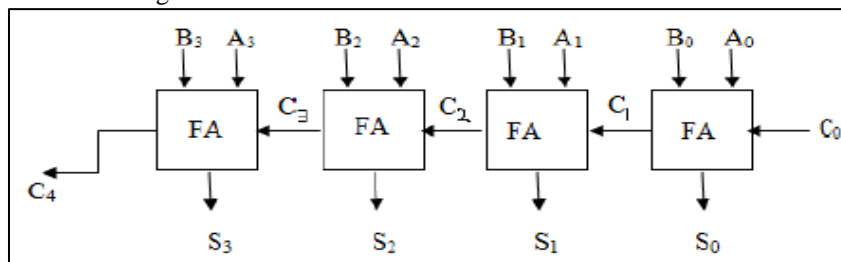 B₃ A₃ B₂ A₂ B₁ A₁ B₀ A₀
C₃ C₂ C₁
FA FA FA FA C₀
C₄
S₃ S₂ S₁ S₀